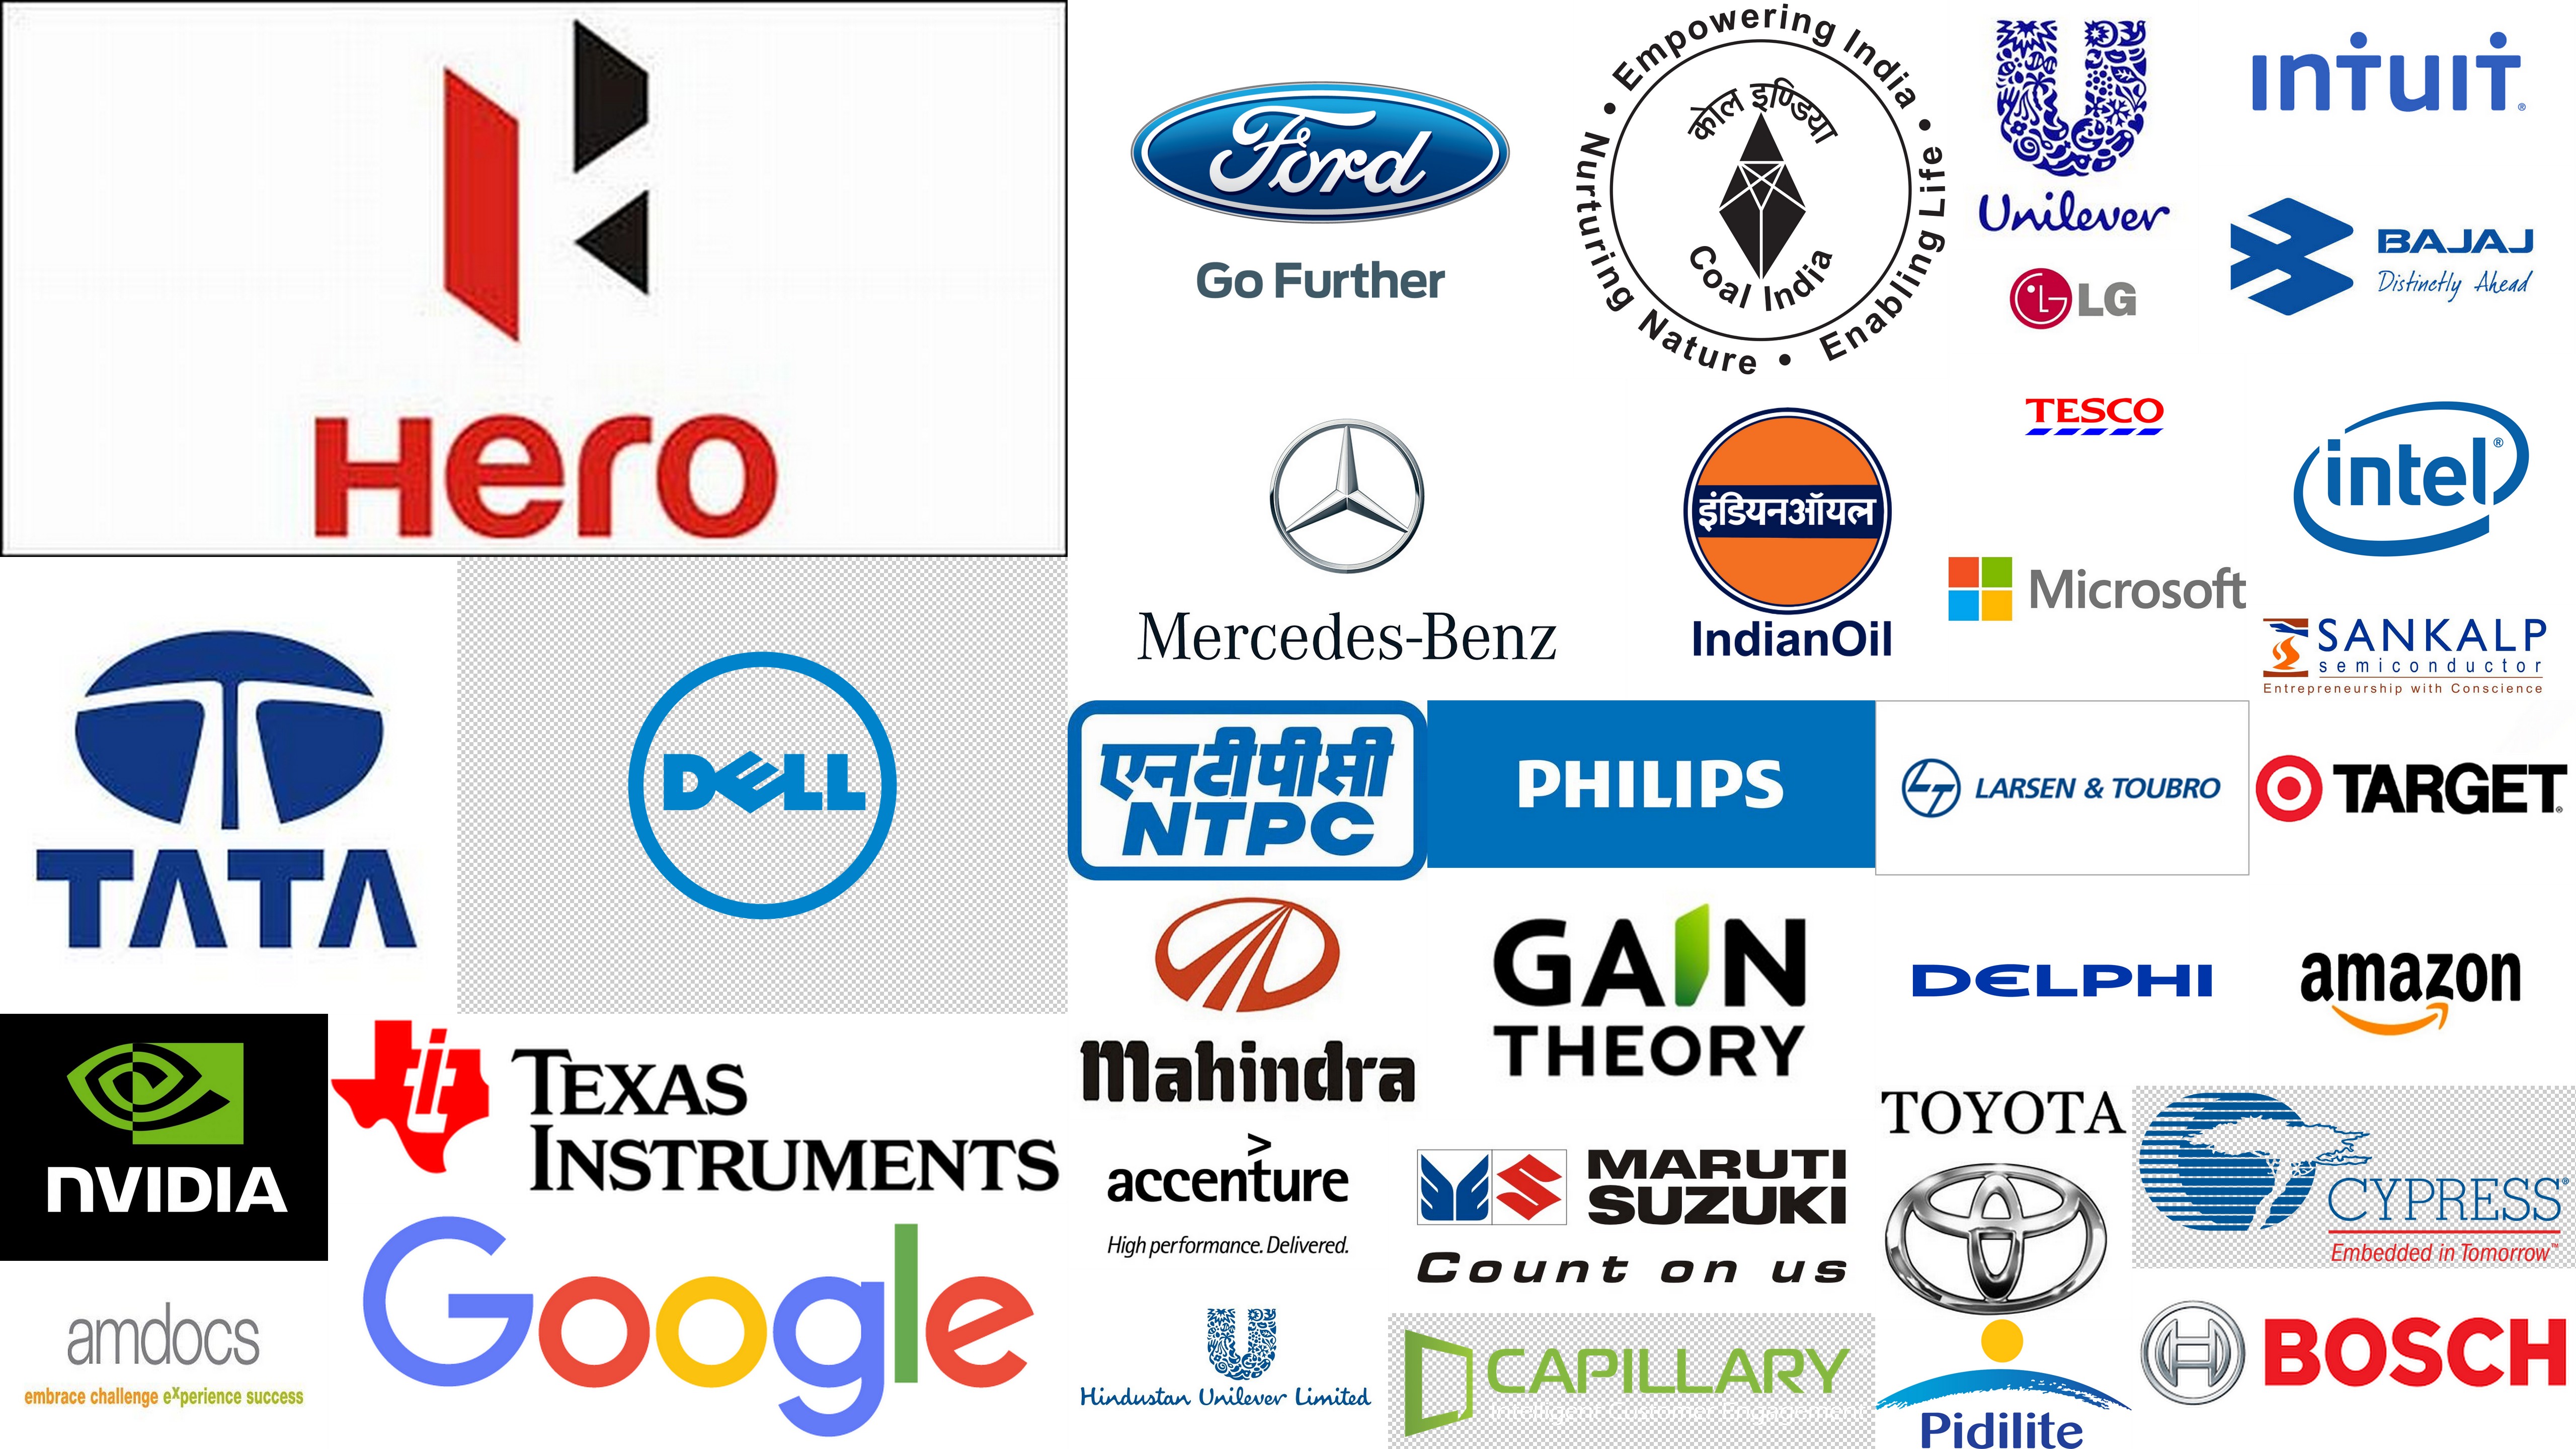 Hero
Ford
Go Further
• Empowering India • Enabling Life • Nurturing Nature
कोल इण्डिया
Coal India
Unilever
LG
intuit®
BAJAJ
Distinctly Ahead
Mercedes-Benz
इंडियनऑयल
IndianOil
TESCO
Microsoft
intel®
SANKALP
semiconductor
Entrepreneurship with Conscience
TATA
DELL
एनटीपीसी
NTPC
PHILIPS
LARSEN & TOUBRO
TARGET®
Mahindra
GAIN
THEORY
DELPHI
amazon
nVIDIA
TEXAS
INSTRUMENTS
accenture
High performance. Delivered.
MARUTI
SUZUKI
Count on us
TOYOTA
CYPRESS®
Embedded in Tomorrow™
amdocs
embrace challenge experience success
Google
Hindustan Unilever Limited
CAPILLARY
Pidilite
BOSCH